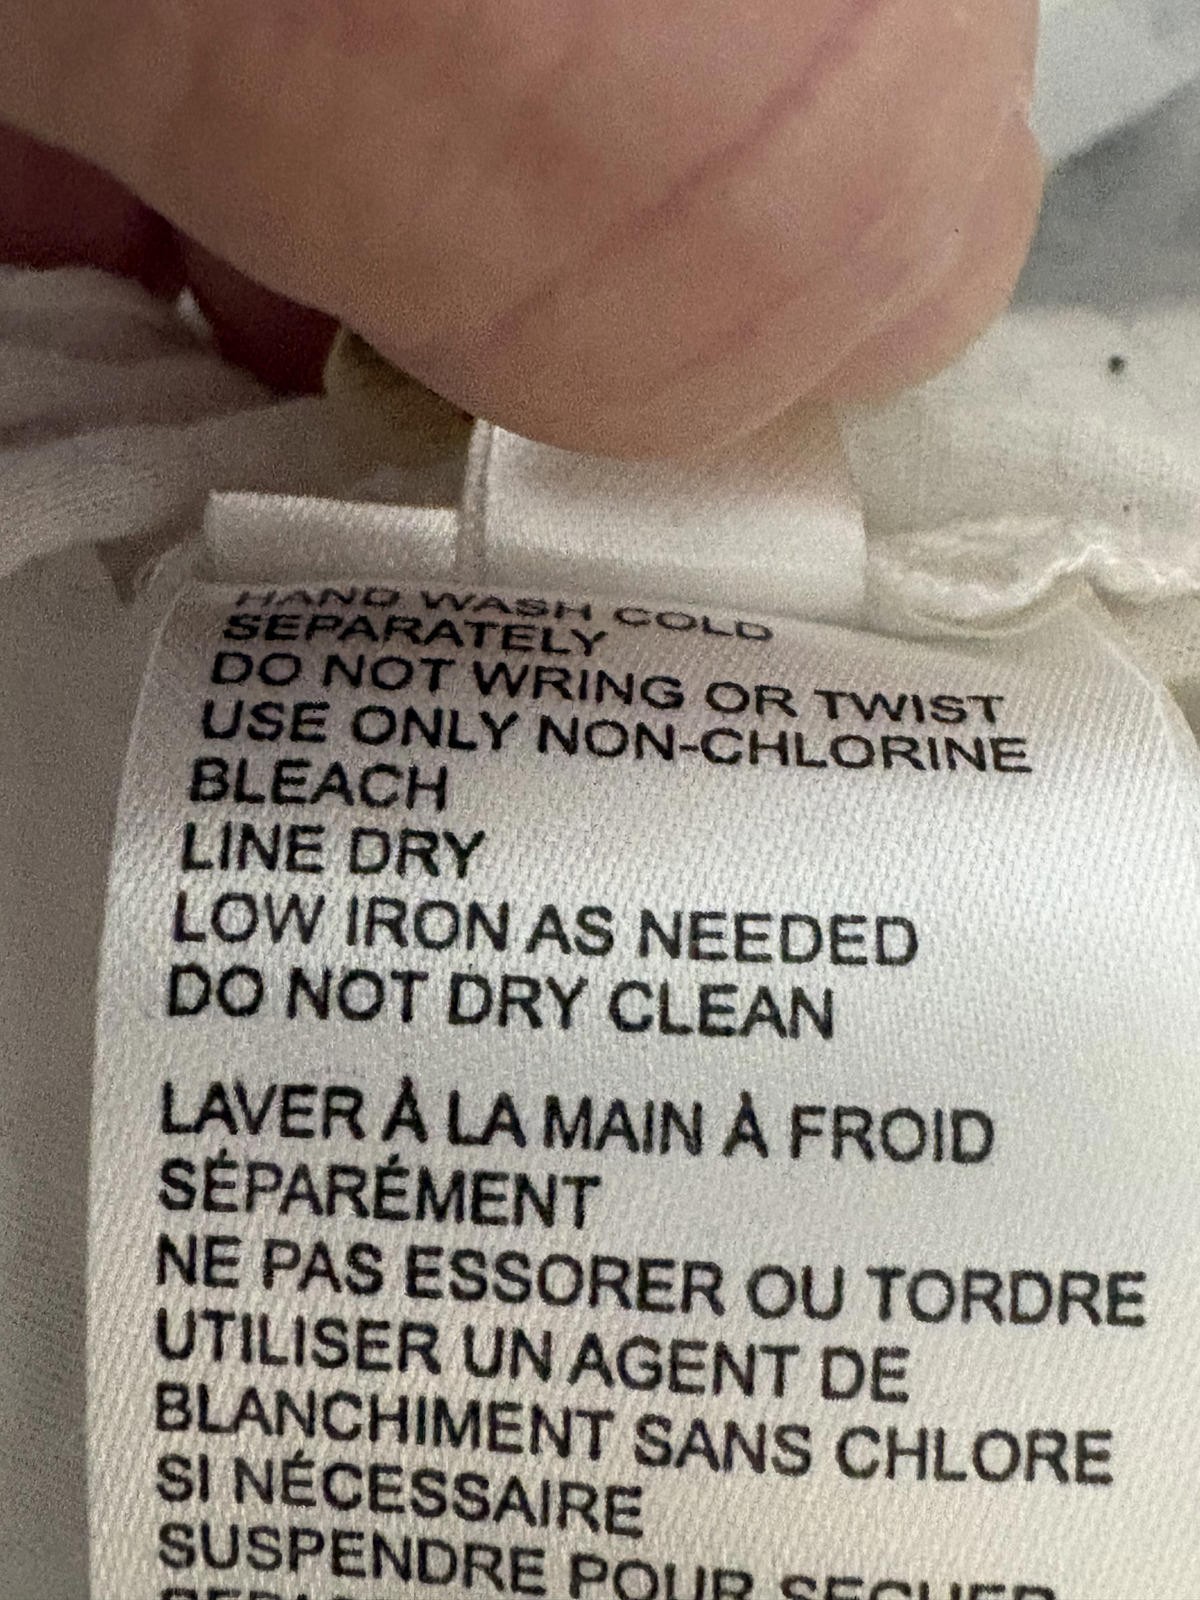 HAND WASH COLD
SEPARATELY
DO NOT WRING OR TWIST
USE ONLY NON-CHLORINE
BLEACH
LINE DRY
LOW IRON AS NEEDED
DO NOT DRY CLEAN
LAVER À LA MAIN À FROID
SÉPARÉMENT
NE PAS ESSORER OU TORDRE
UTILISER UN AGENT DE
BLANCHIMENT SANS CHLORE
SI NÉCESSAIRE
SUSPENDRE POUR SECHER